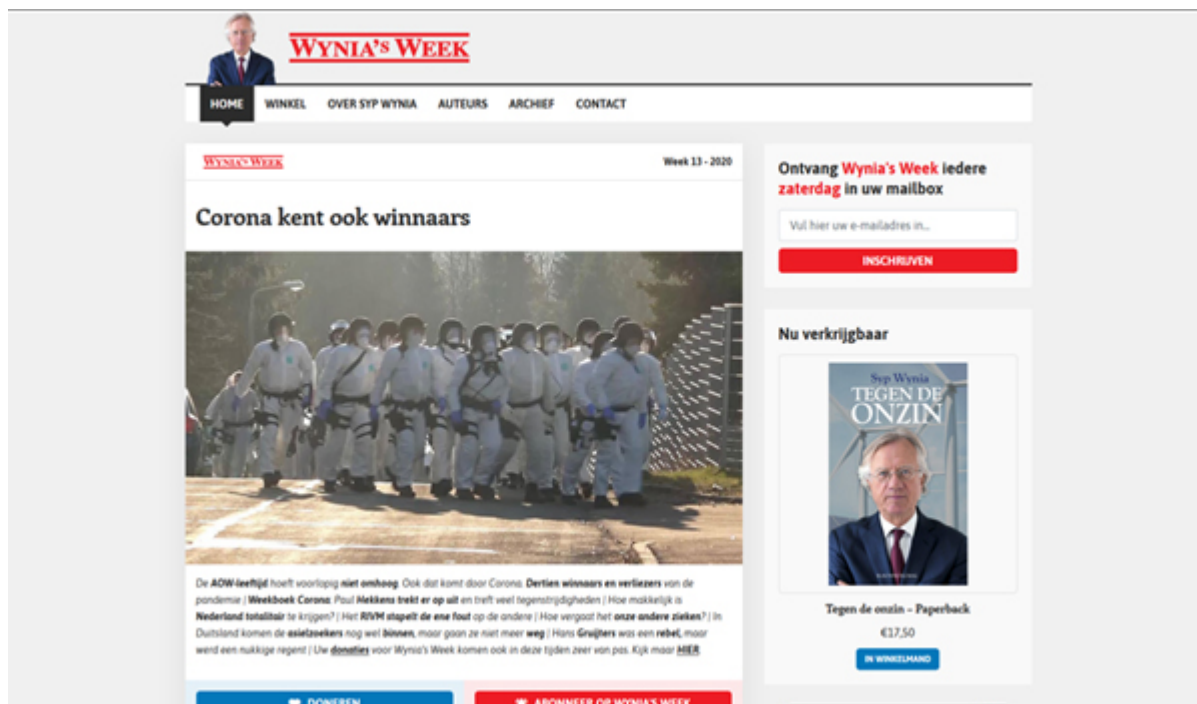 WYNIA'S WEEK
HOME WINKEL OVER SYP WYNIA AUTEURS ARCHIEF CONTACT
WYNIA'S WEEK
Week 13 - 2020
Corona kent ook winnaars
De AOW-leeftijd hoeft voorlopig niet omhoog. Ook dat komt door Corona. Dertien winnaars en verliezers van de
pandemie | Weekboek Corona: Paul Hekkens trekt er op uit en treft veel tegenstrijdigheden | Hoe makkelijk is
Nederland totalitair te krijgen? | Het RIVM stapelt de ene fout op de andere | Hoe vergaat het onze andere zieken? | In
Duitsland komen de asielzoekers nog wel binnen, maar gaan ze niet meer weg | Hans Gruijters was een rebel, maar
werd een nukkige regent | Uw donaties voor Wynia's Week komen ook in deze tijden zeer van pas. Kijk maar HIER.
DONEREN
ABONNEER OP WYNIA'S WEEK
Ontvang Wynia's Week iedere
zaterdag in uw mailbox
Vul hier uw e-mailadres in...
INSCHRIJVEN
Nu verkrijgbaar
Syp Wynia
TEGEN DE
ONZIN
Tegen de onzin – Paperback
€17,50
IN WINKELMAND